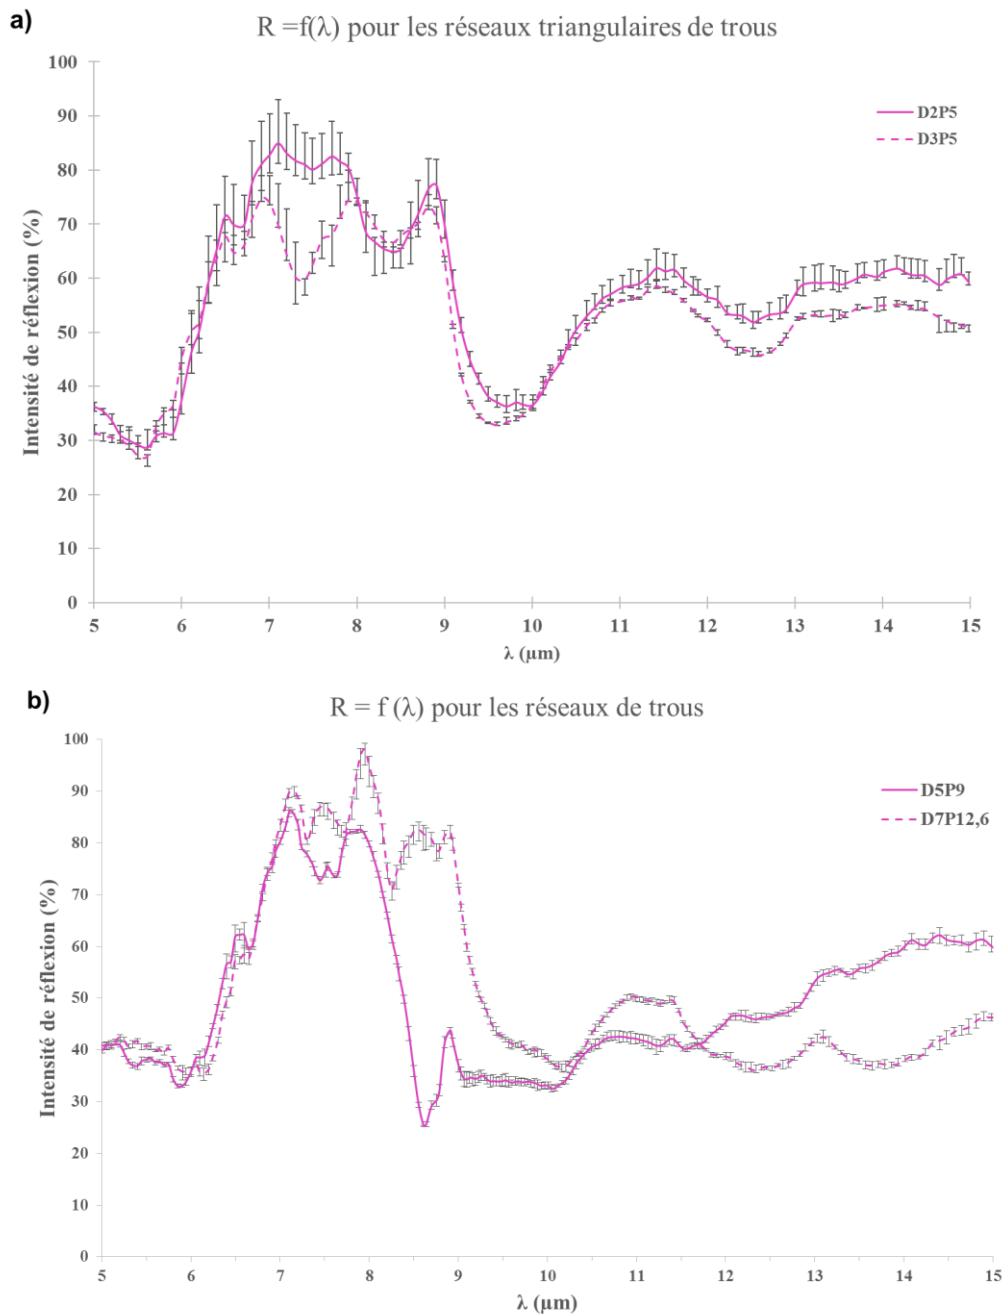 a)
R =f(λ) pour les réseaux triangulaires de trous
Intensité de réflexion (%)
100
90
80
70
60
50
40
30
20
10
0
D2P5
D3P5
5 6 7 8 9 10 11 12 13 14 15
λ (µm)
b)
R = f (λ) pour les réseaux de trous
Intensité de réflexion (%)
100
90
80
70
60
50
40
30
20
10
0
D5P9
D7P12,6
5 6 7 8 9 10 11 12 13 14 15
λ (µm)